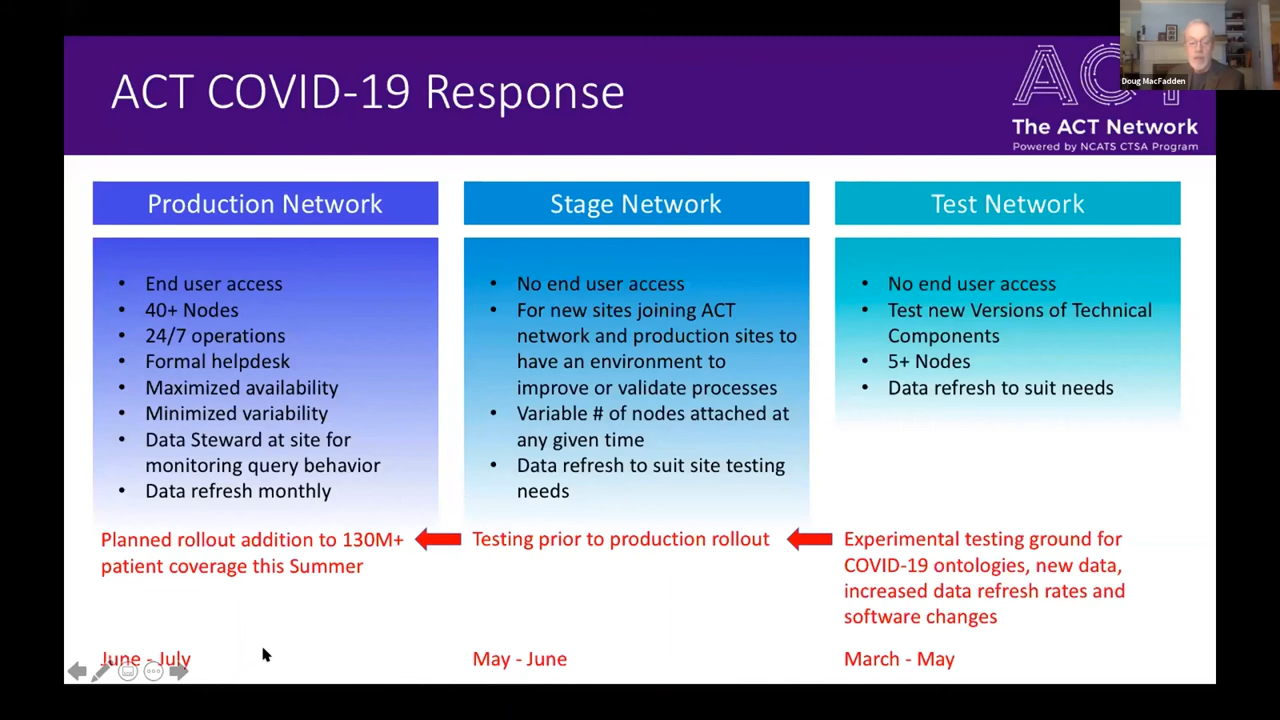 ACT COVID-19 Response
Doug MacFadden
ACT
The ACT Network
Powered by NCATS CTSA Program
Production Network
• End user access
• 40+ Nodes
• 24/7 operations
• Formal helpdesk
• Maximized availability
• Minimized variability
• Data Steward at site for
monitoring query behavior
• Data refresh monthly
Planned rollout addition to 130M+
patient coverage this Summer
June - July
Stage Network
• No end user access
• For new sites joining ACT
network and production sites to
have an environment to
improve or validate processes
• Variable # of nodes attached at
any given time
• Data refresh to suit site testing
needs
Testing prior to production rollout
May - June
Test Network
• No end user access
• Test new Versions of Technical
Components
• 5+ Nodes
• Data refresh to suit needs
Experimental testing ground for
COVID-19 ontologies, new data,
increased data refresh rates and
software changes
March - May